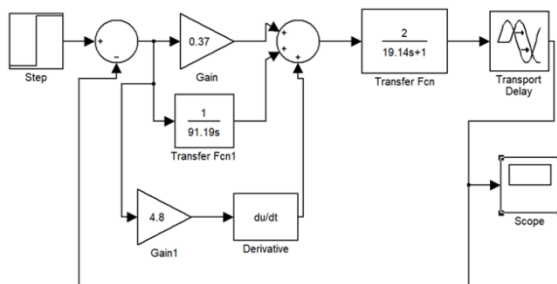 Step
+
−
0.37
Gain
+
+
+
2
19.14s+1
Transfer Fcn
Transport
Delay
1
91.19s
Transfer Fcn1
4.8
Gain1
du/dt
Derivative
Scope